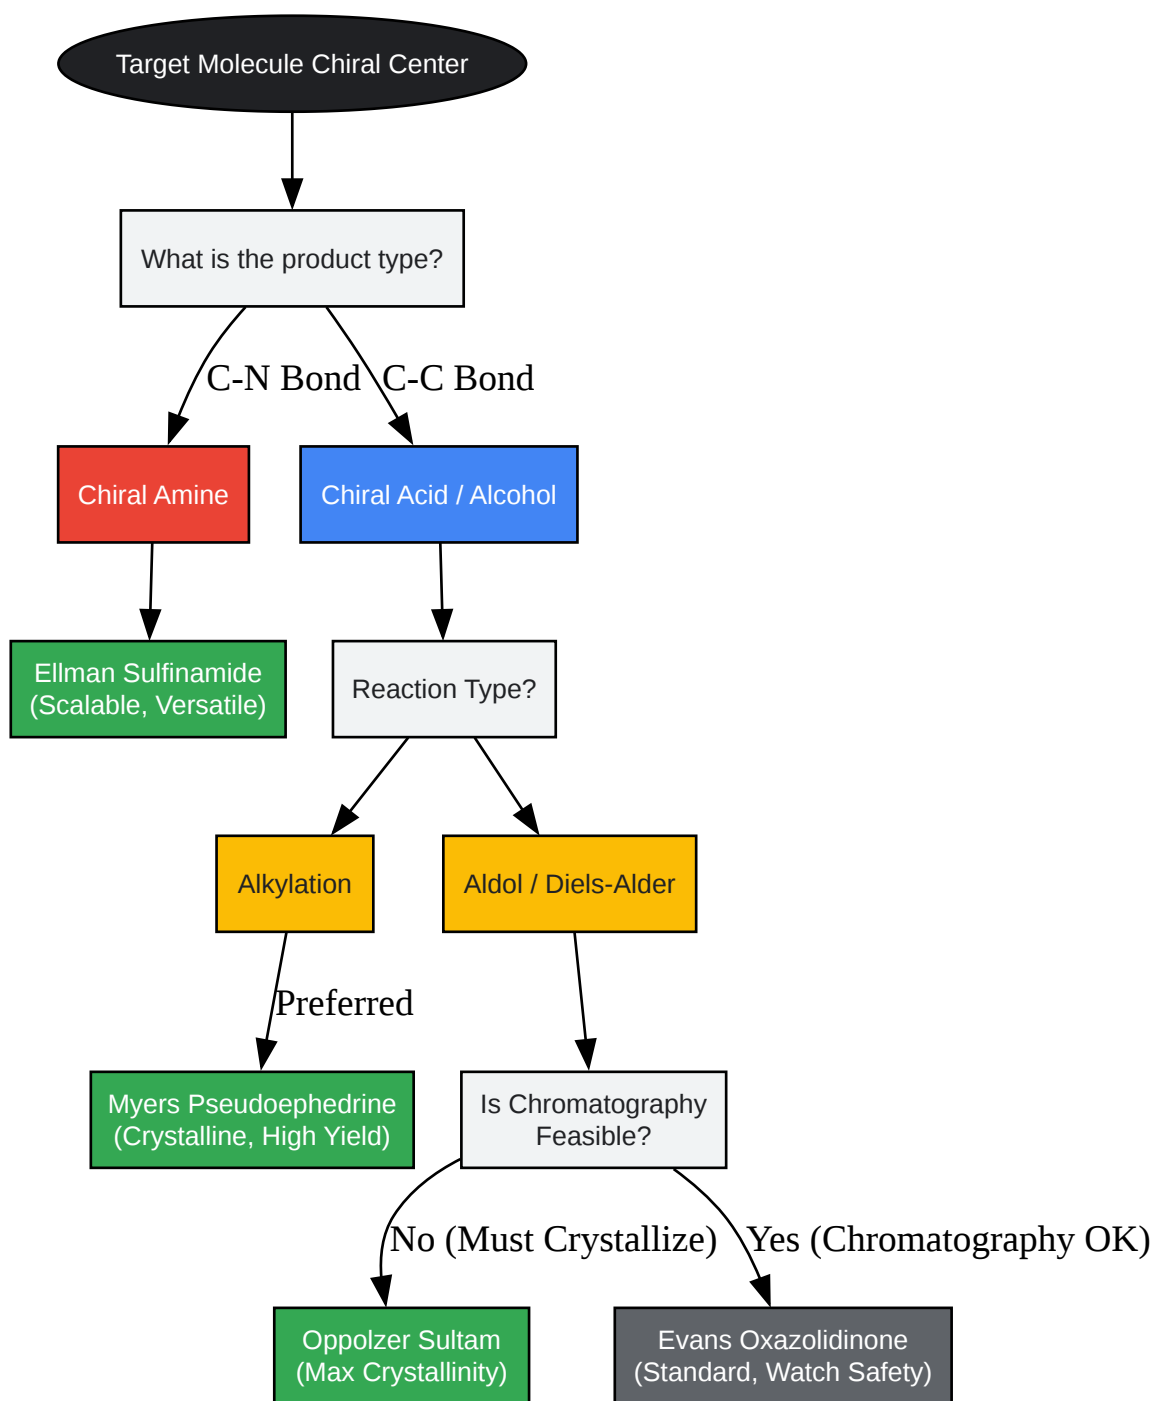 Target Molecule Chiral Center
What is the product type?
C-N Bond
C-C Bond
Chiral Amine
Chiral Acid / Alcohol
Ellman Sulfinamide
(Scalable, Versatile)
Reaction Type?
Alkylation
Aldol / Diels-Alder
Preferred
Myers Pseudoephedrine
(Crystalline, High Yield)
Is Chromatography
Feasible?
No (Must Crystallize)
Yes (Chromatography OK)
Oppolzer Sultam
(Max Crystallinity)
Evans Oxazolidinone
(Standard, Watch Safety)